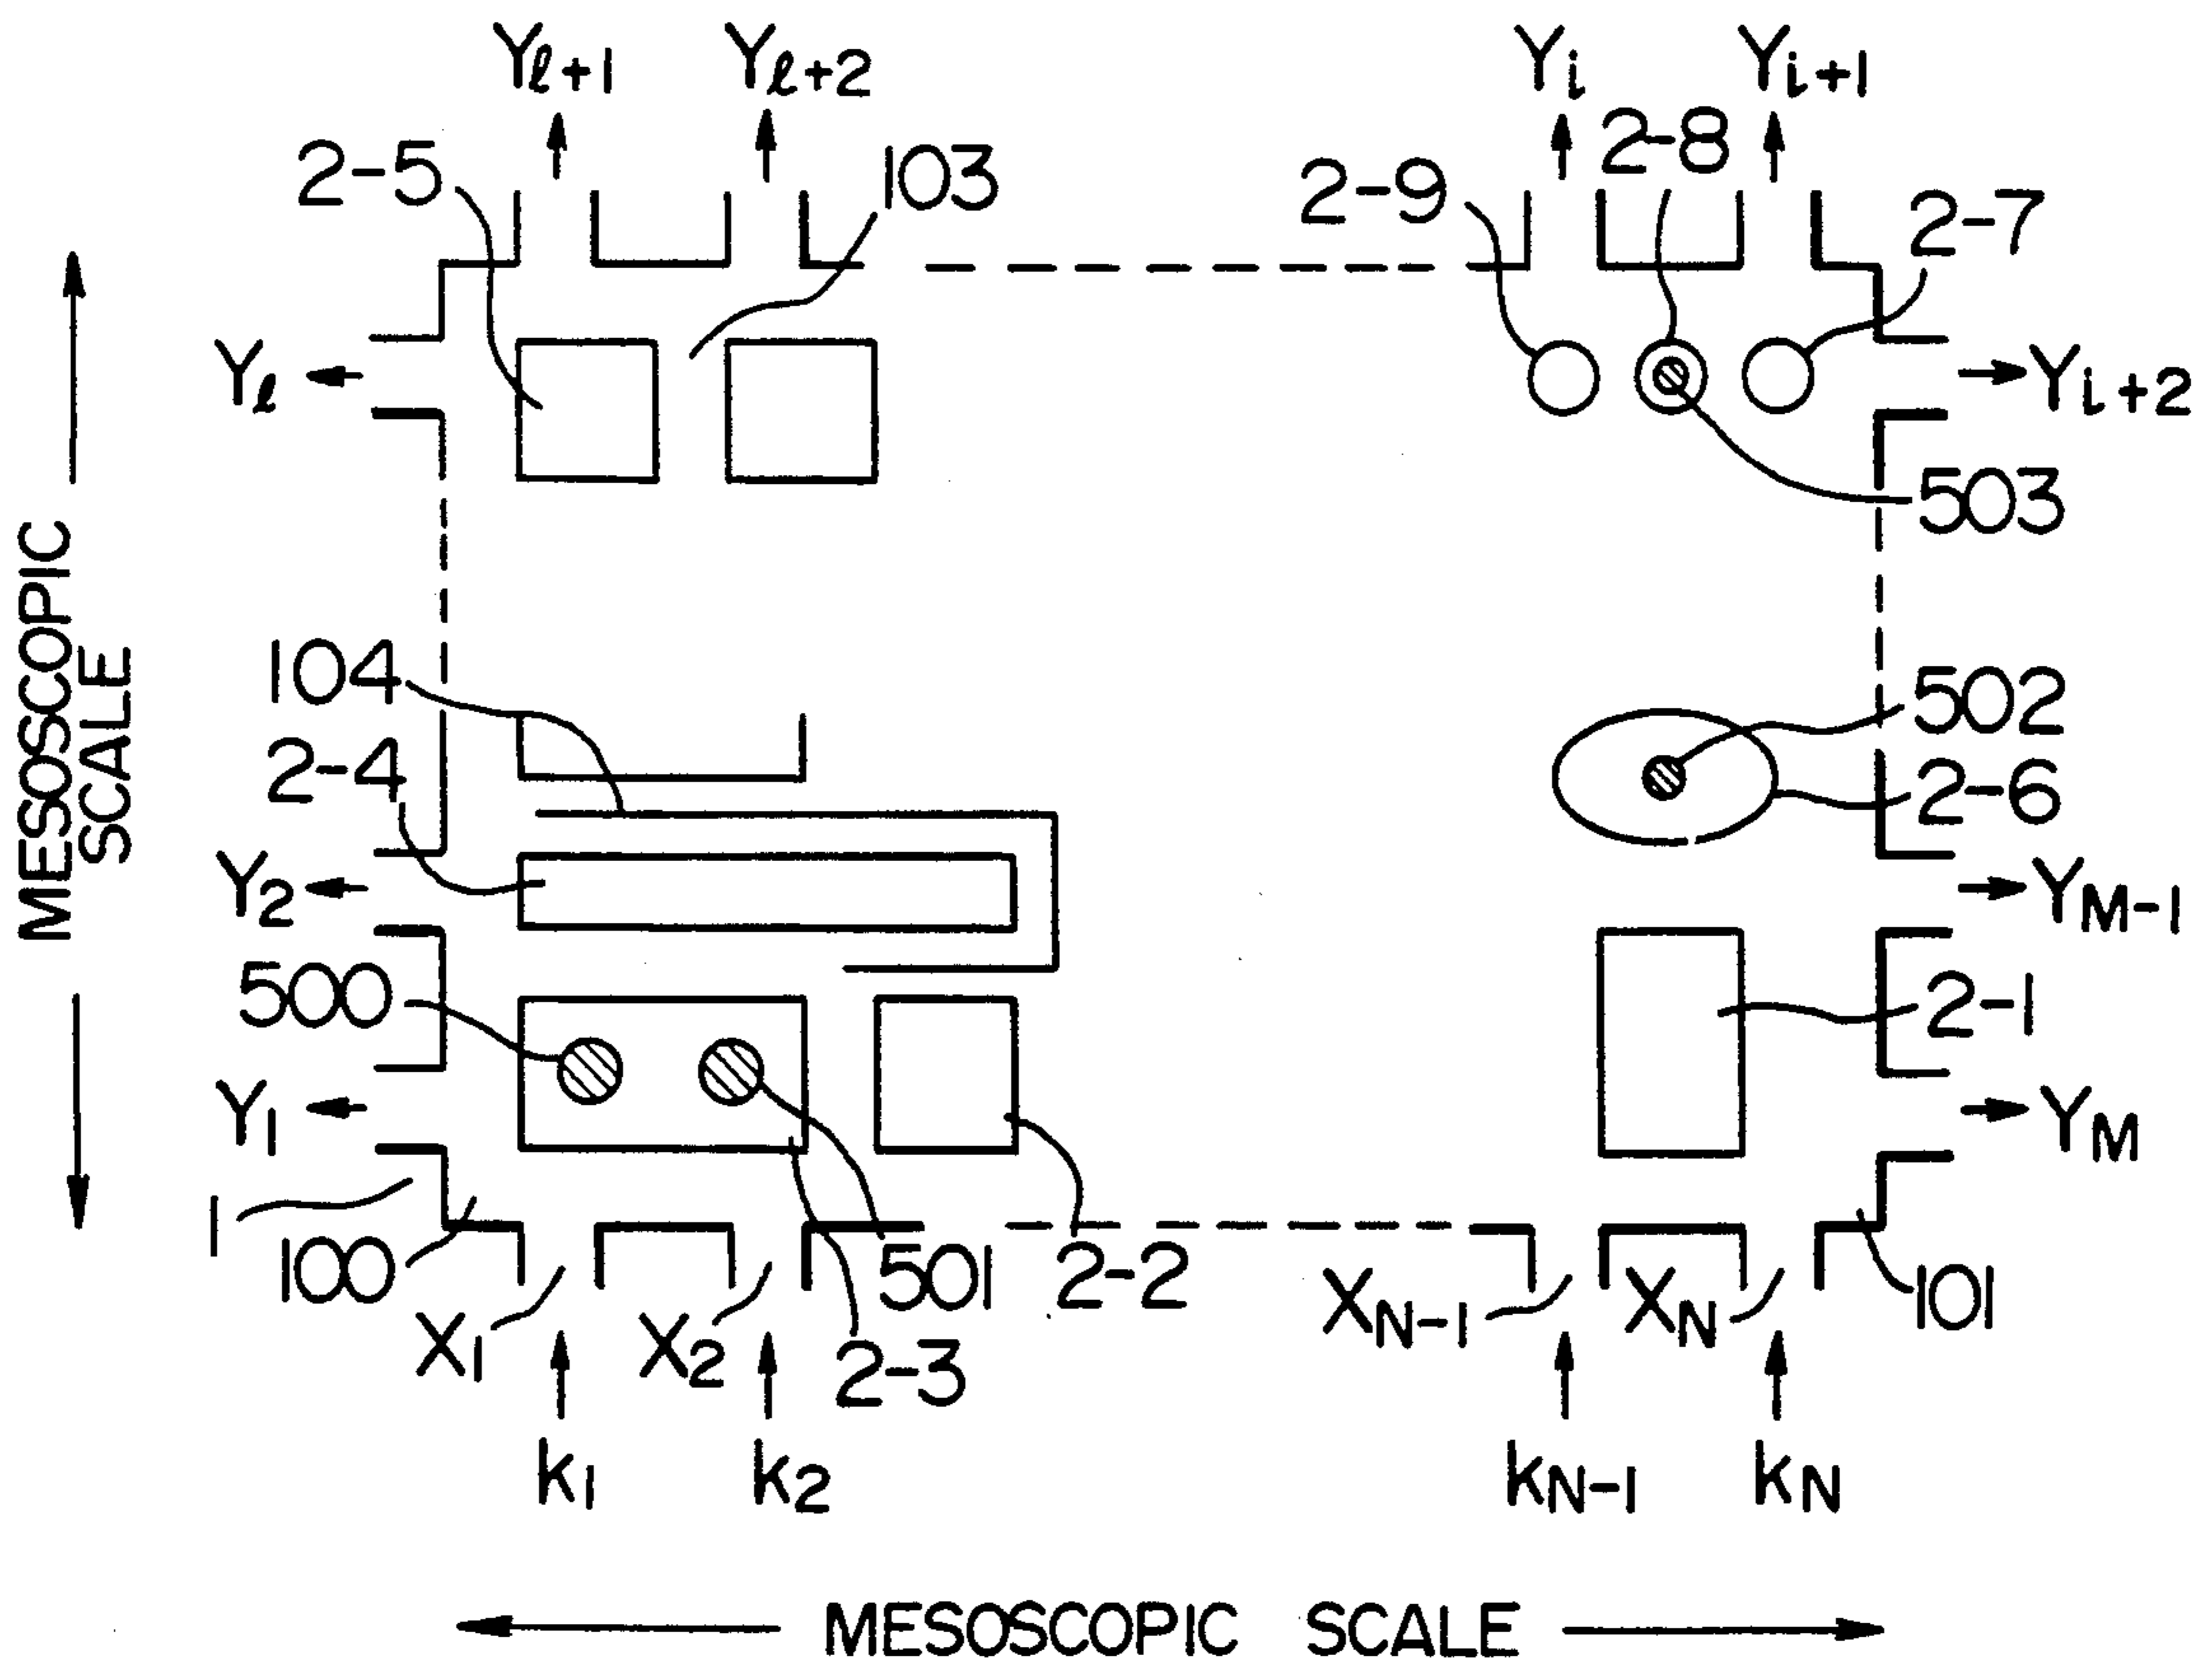 Yℓ+1 Yℓ+2 Yi Yi+1
2-5 103 2-9 2-8 2-7
Yℓ Yi+2
503
MESOSCOPIC
SCALE
104 502
2-4 2-6
Y2 YM-1
500 2-1
Y1 YM
1 100 501 2-2 101
X1 X2 2-3 XN-1 XN
k1 k2 kN-1 kN
MESOSCOPIC SCALE